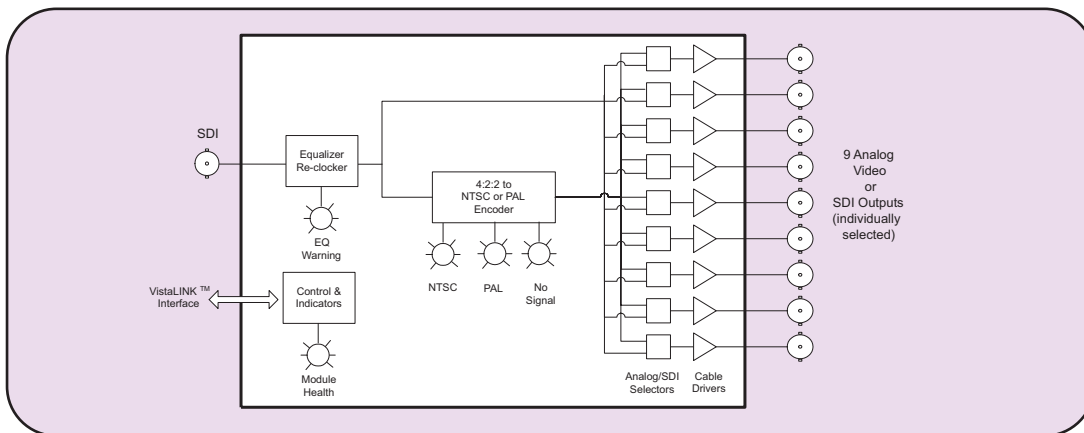 SDI
Equalizer
Re-clocker
EQ
Warning
4:2:2 to
NTSC or PAL
Encoder
NTSC
PAL
No
Signal
VistaLINK ™
Interface
Control &
Indicators
Module
Health
Analog/SDI
Selectors
Cable
Drivers
9 Analog
Video
or
SDI Outputs
(individually
selected)